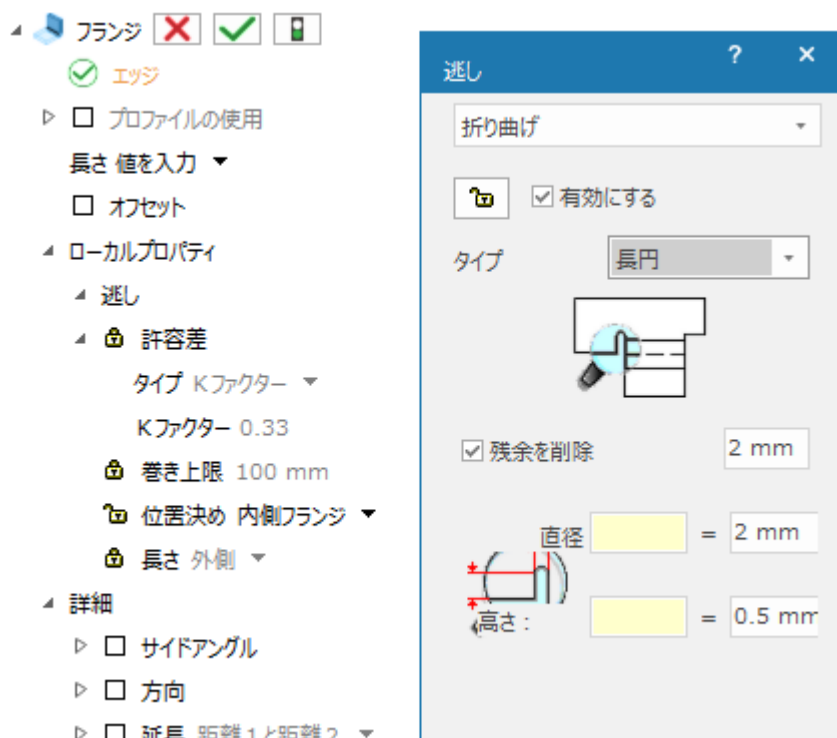 フランジ
エッジ
プロファイルの使用
長さ 値を入力
オフセット
ローカルプロパティ
逃し
許容差
タイプ Kファクター
Kファクター 0.33
巻き上限 100 mm
位置決め 内側フランジ
長さ 外側
詳細
サイドアングル
方向
延長 距離1と距離2
逃し ? ×
折り曲げ
有効にする
タイプ 長円
残余を削除 2 mm
直径 = 2 mm
高さ : = 0.5 mm